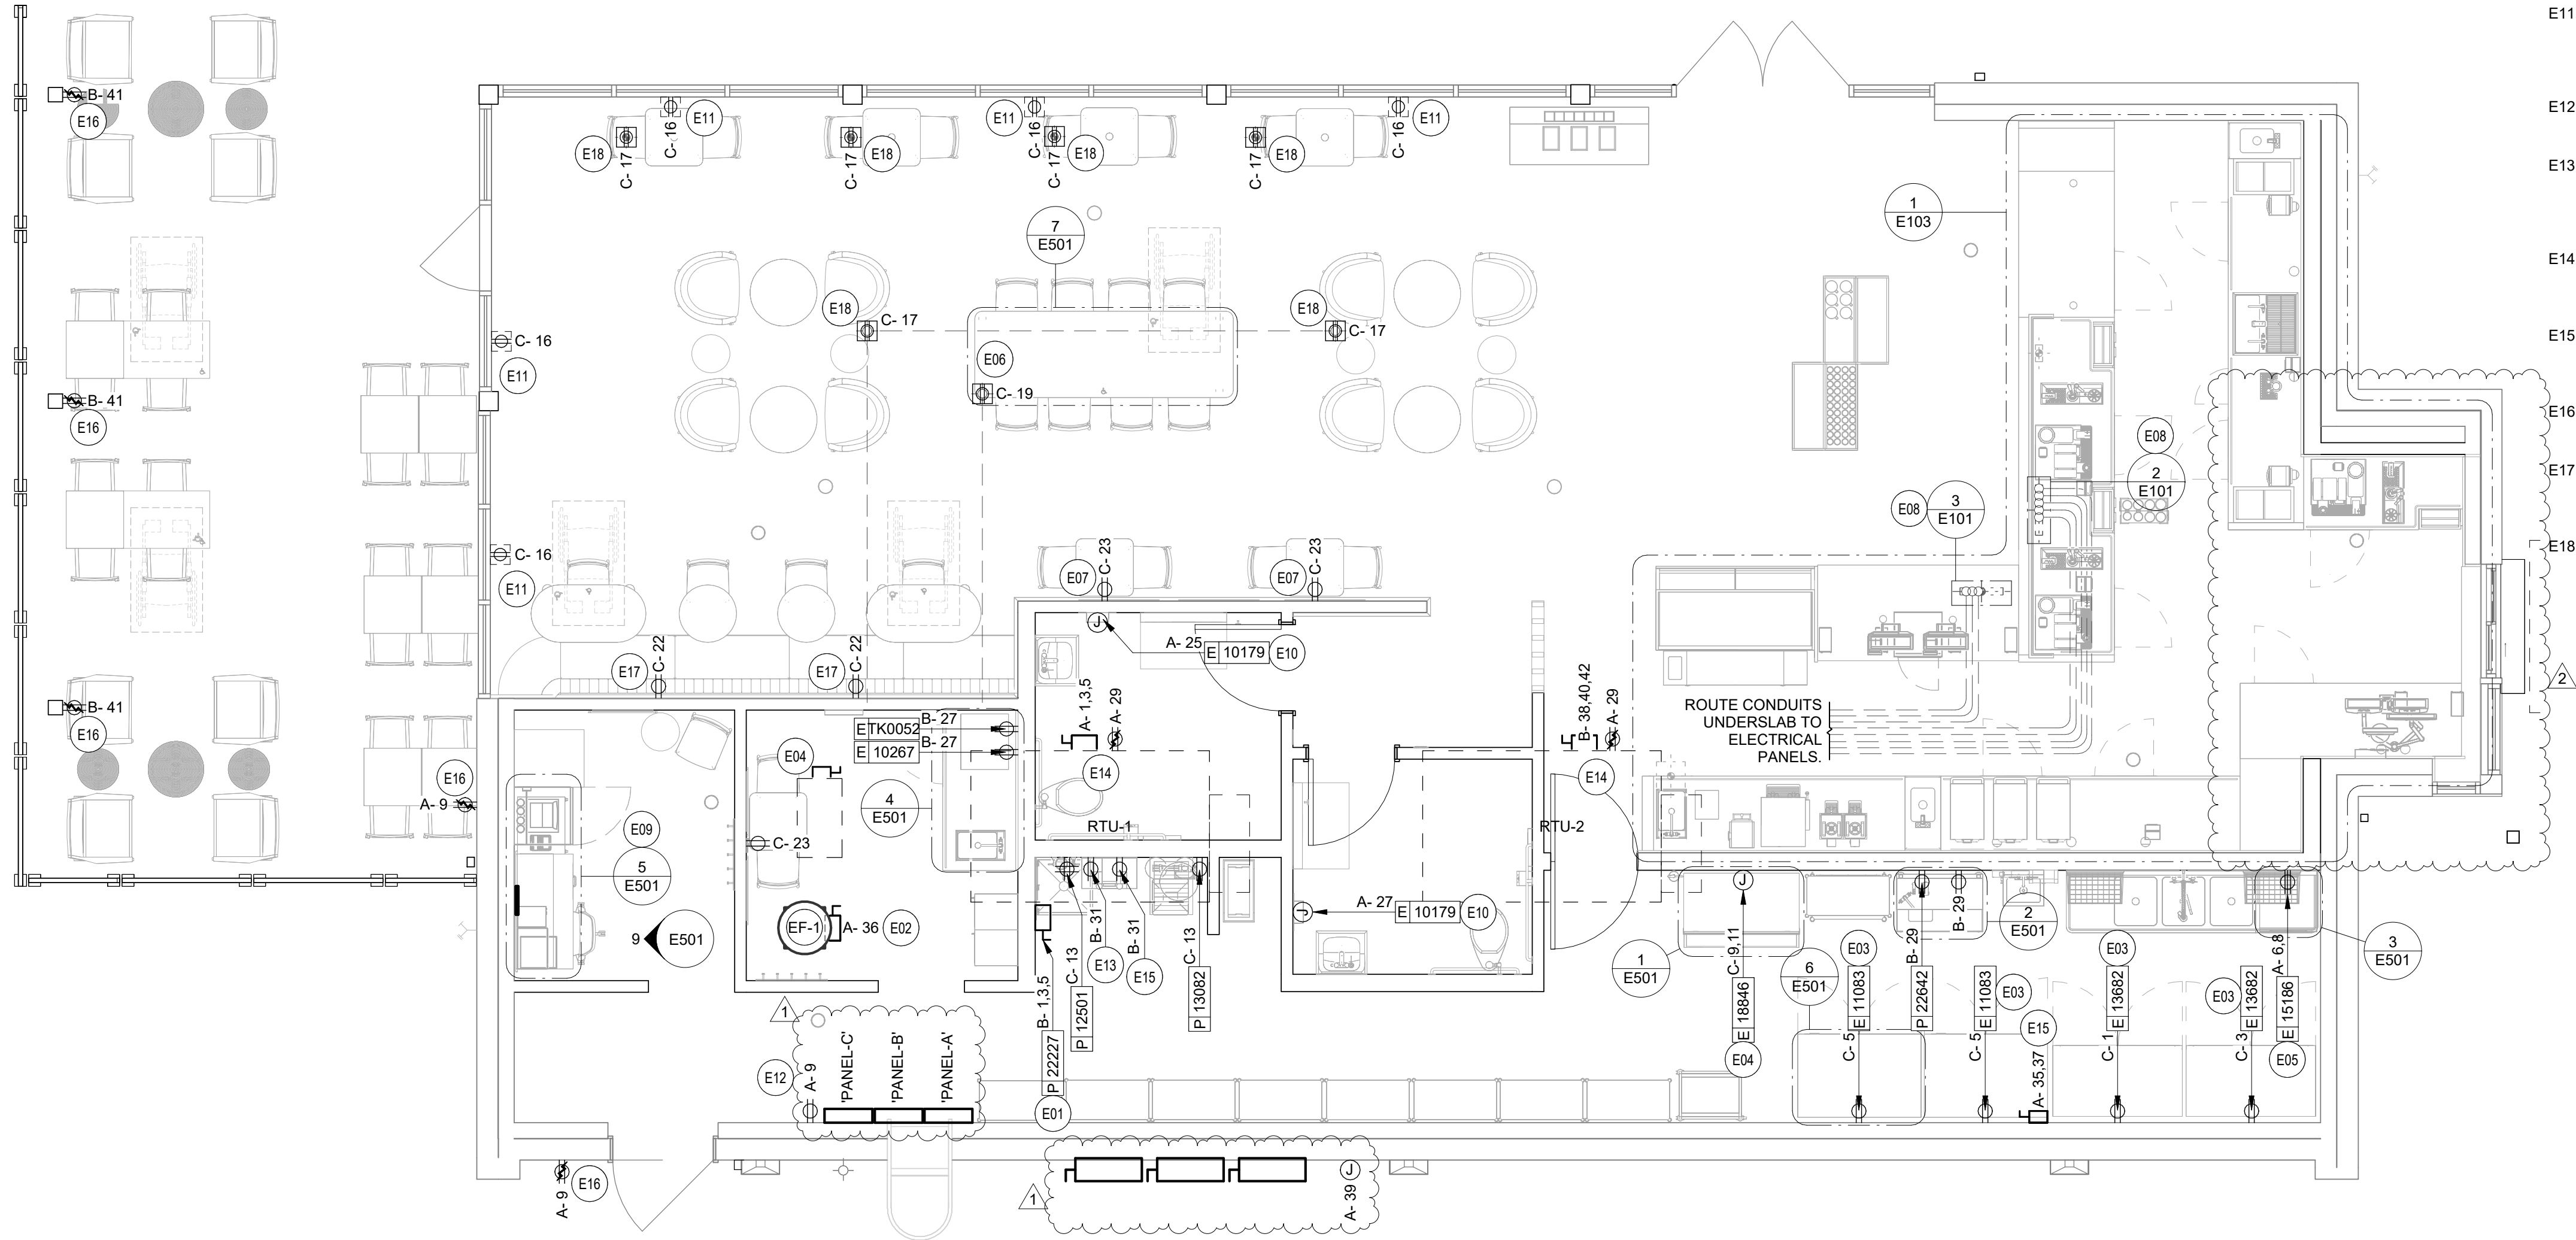 E11
E12
E13
E14
E15
E16
E17
E18
B- 41
E16
E18
C- 17
C- 16
E11
C- 17
E18
C- 16
E11
C- 17
E18
C- 17
E18
C- 16
E11
1
E103
7
E501
E18
C- 17
E18
C- 17
C- 16
E11
E06
C- 19
B- 41
E16
E08
2
E101
E08
3
E101
C- 16
E11
E07
C- 23
E07
C- 23
A- 25
E 10179
E10
E17
C- 22
E17
C- 22
2
ROUTE CONDUITS
UNDERSLAB TO
ELECTRICAL
PANELS.
B- 41
E16
E TK0052
B- 27
E 10267
B- 27
A- 1,3,5
A- 29
E14
B- 38,40,42
A- 29
E14
E04
E16
A- 9
4
E501
RTU-1
RTU-2
E09
5
E501
C- 23
9
E501
EF-1
A- 36
E02
B- 1,3,5
P 22227
E01
C- 13
P 12501
B- 31
E13
B- 31
E15
C- 13
P 13082
J
J
A- 27
E 10179
E10
J
C- 9,11
E 18846
E04
1
E501
6
E501
E03
E 11083
C- 5
B- 29
P 22642
B- 29
2
E501
E 11083
E03
C- 5
E15
A- 35,37
E03
E 13682
C- 1
E03
E 13682
C- 3
A- 6,8
E 15186
E05
3
E501
1
E12
A- 9
'PANEL-C'
'PANEL-B'
'PANEL-A'
A- 9
E16
1
J
A- 39